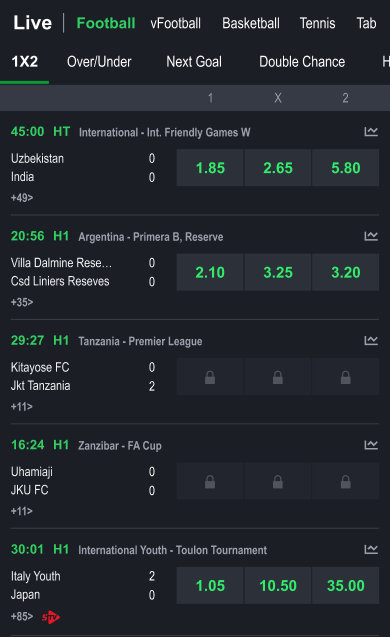 Live Football vFootball Basketball Tennis Tab
1X2 Over/Under Next Goal Double Chance H
1 X 2
45:00 HT International - Int. Friendly Games W
Uzbekistan 0
India 0
1.85 2.65 5.80
+49>
20:56 H1 Argentina - Primera B, Reserve
Villa Dalmine Rese... 0
Csd Liniers Reseves 0
2.10 3.25 3.20
+35>
29:27 H1 Tanzania - Premier League
Kitayose FC 0
Jkt Tanzania 2
+11>
16:24 H1 Zanzibar - FA Cup
Uhamiaji 0
JKU FC 0
+11>
30:01 H1 International Youth - Toulon Tournament
Italy Youth 2
Japan 0
1.05 10.50 35.00
+85> STV